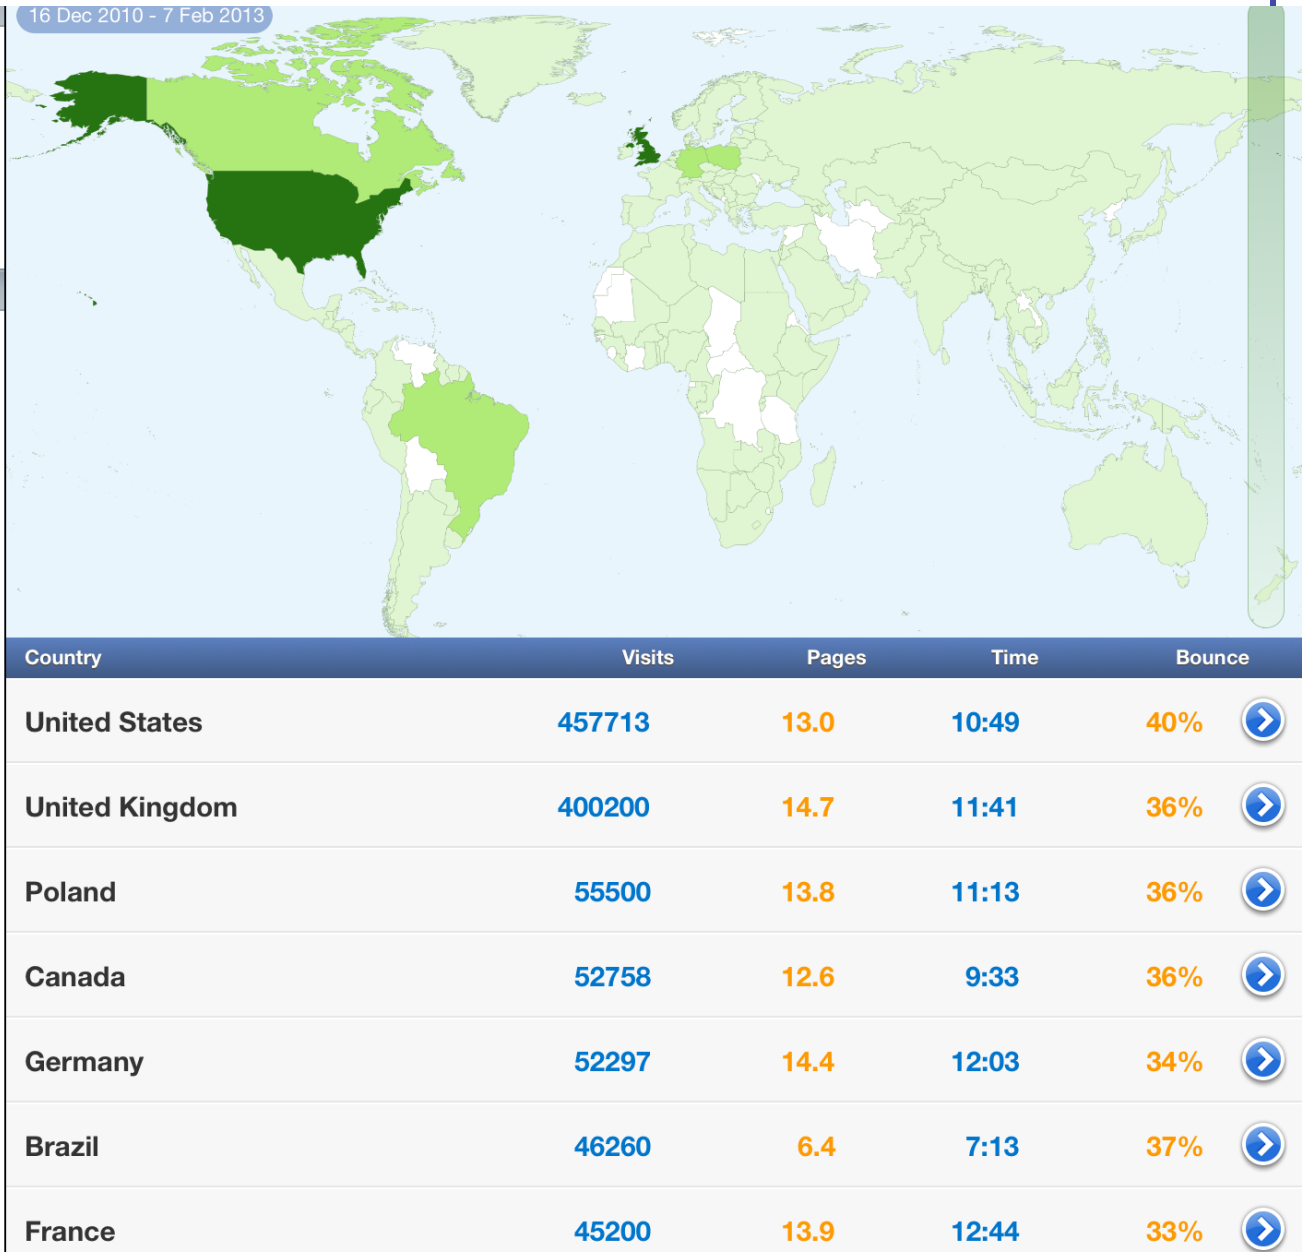 16 Dec 2010 - 7 Feb 2013
Country Visits Pages Time Bounce
United States 457713 13.0 10:49 40%
United Kingdom 400200 14.7 11:41 36%
Poland 55500 13.8 11:13 36%
Canada 52758 12.6 9:33 36%
Germany 52297 14.4 12:03 34%
Brazil 46260 6.4 7:13 37%
France 45200 13.9 12:44 33%